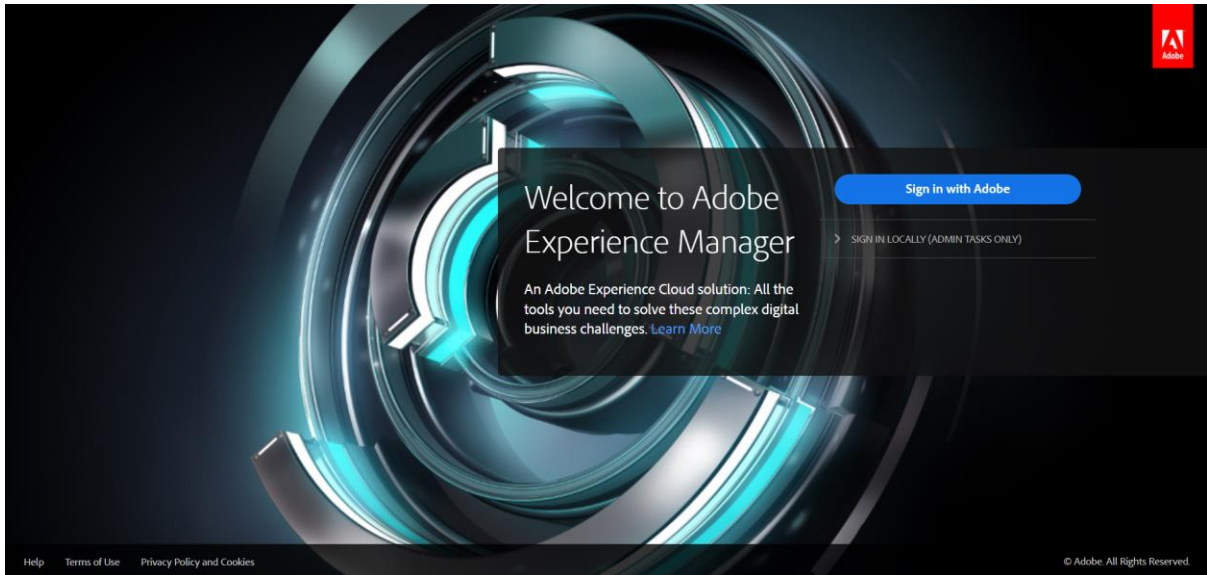 Adobe
Welcome to Adobe
Experience Manager
An Adobe Experience Cloud solution: All the
tools you need to solve these complex digital
business challenges. Learn More
Sign in with Adobe
SIGN IN LOCALLY (ADMIN TASKS ONLY)
Help Terms of Use Privacy Policy and Cookies
© Adobe. All Rights Reserved.